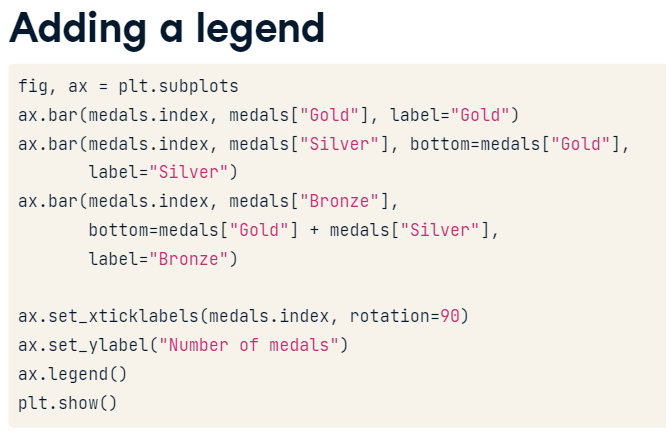 Adding a legend
fig, ax = plt.subplots
ax.bar(medals.index, medals["Gold"], label="Gold")
ax.bar(medals.index, medals["Silver"], bottom=medals["Gold"],
       label="Silver")
ax.bar(medals.index, medals["Bronze"],
       bottom=medals["Gold"] + medals["Silver"],
       label="Bronze")

ax.set_xticklabels(medals.index, rotation=90)
ax.set_ylabel("Number of medals")
ax.legend()
plt.show()